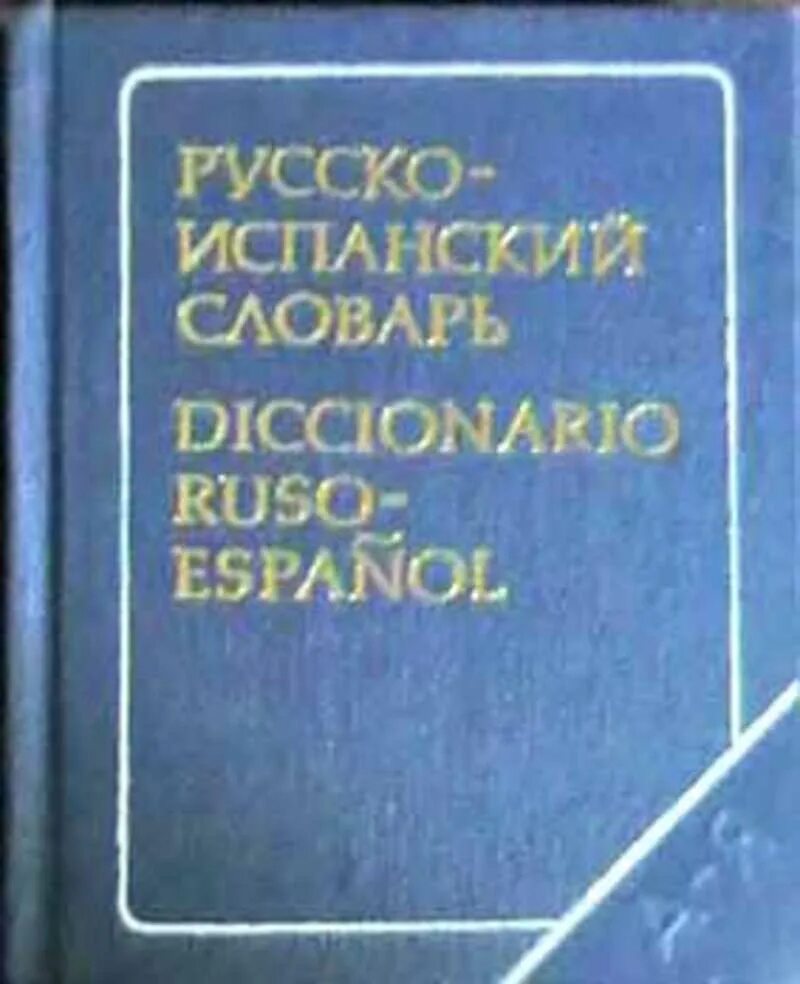 РУССКО-
ИСПАНСКИЙ
СЛОВАРЬ
DICCIONARIO
RUSO-
ESPAÑOL